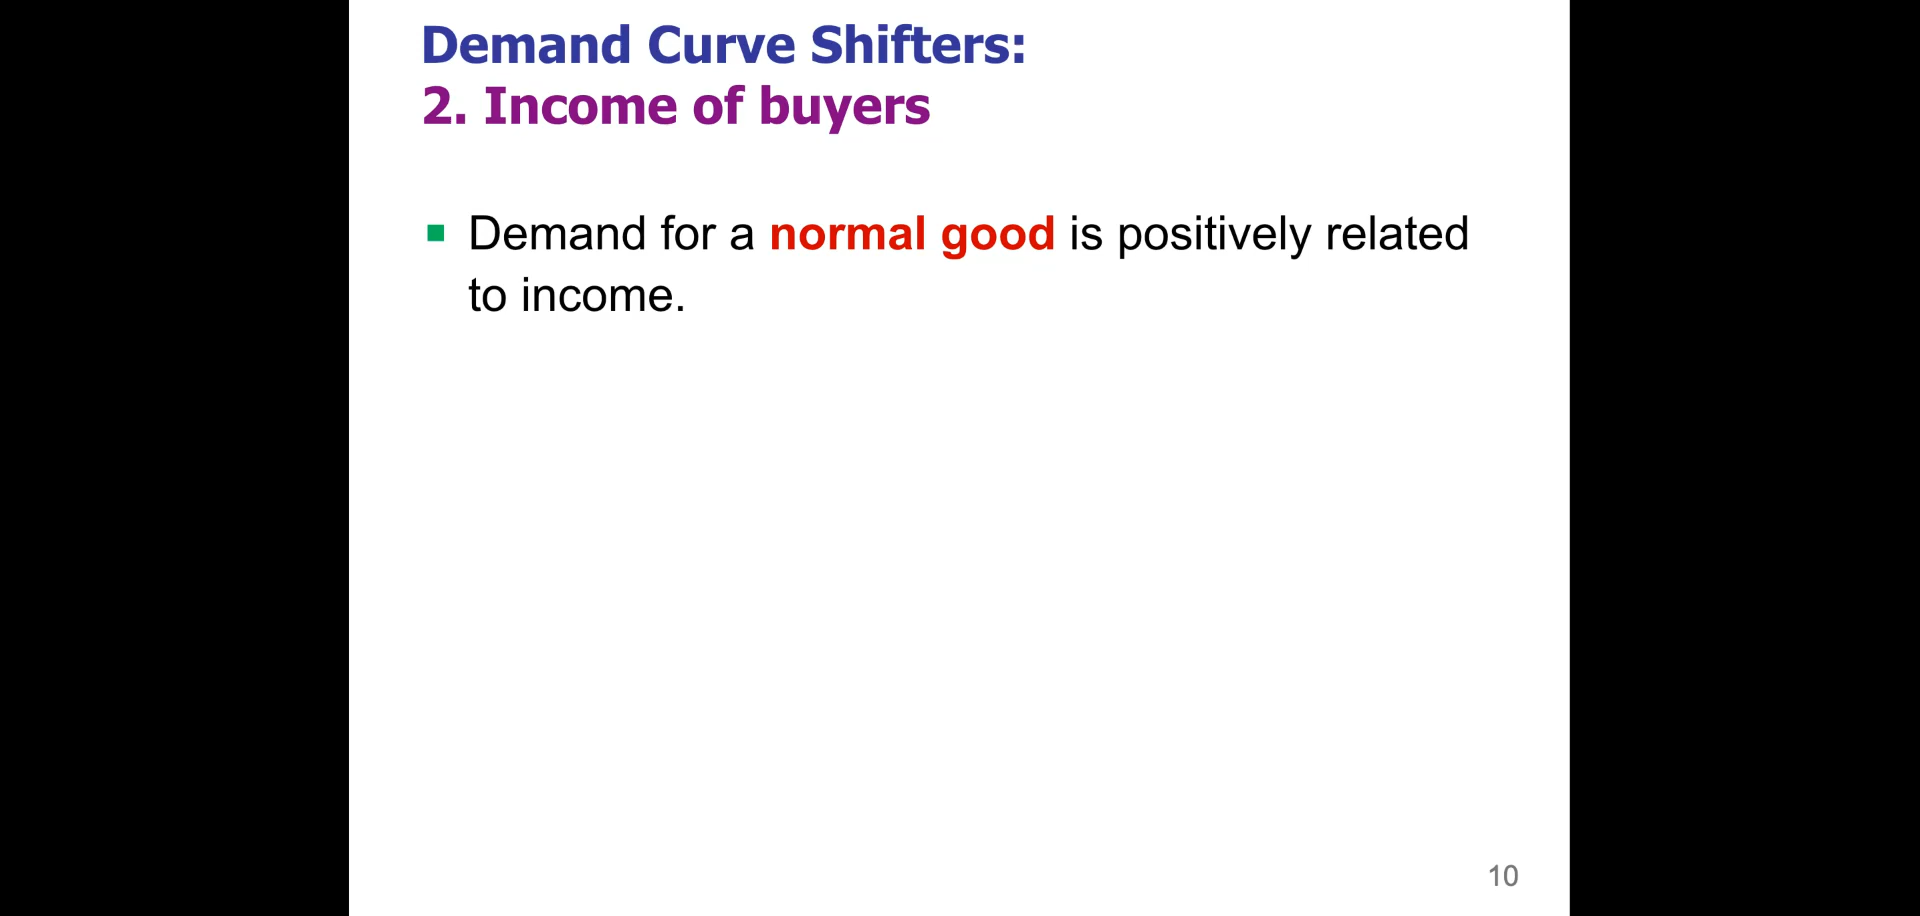 Demand Curve Shifters:
2. Income of buyers
Demand for a normal good is positively related
to income.
10